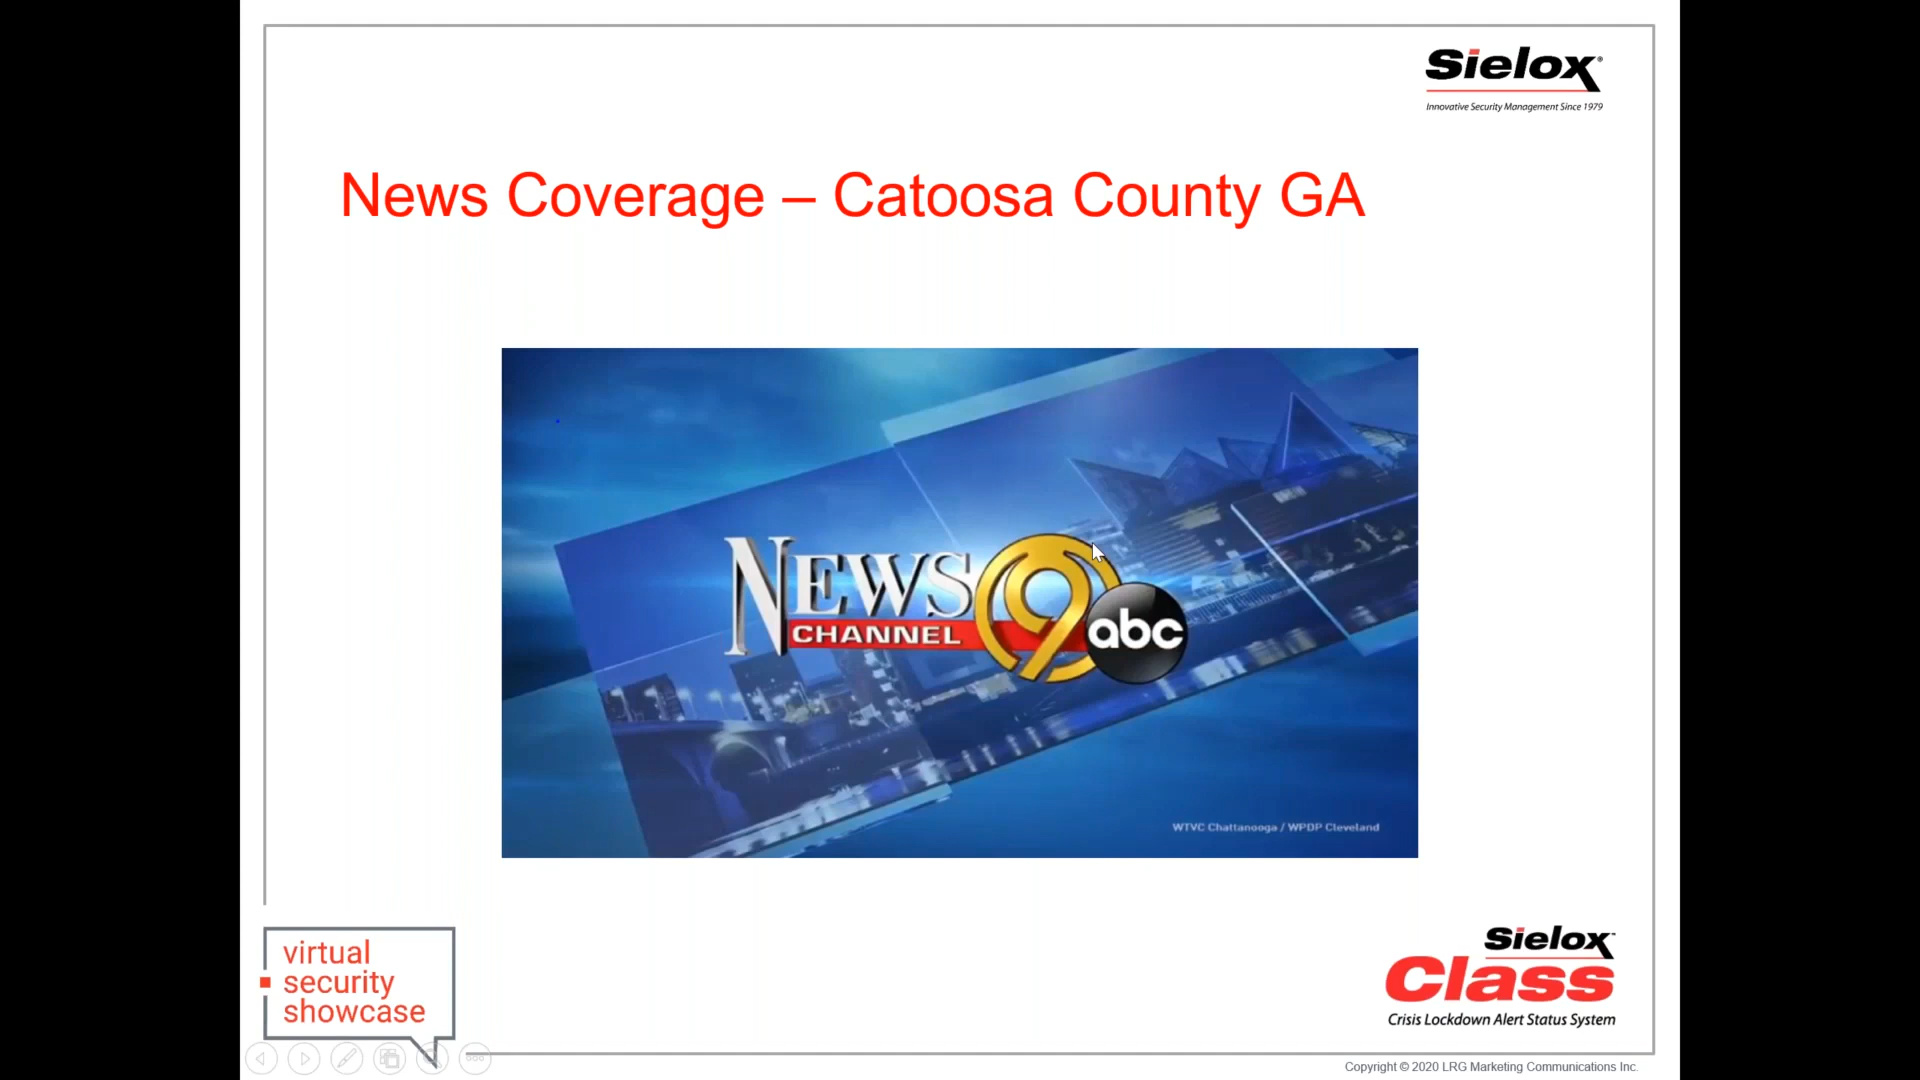 Sielox®
Innovative Security Management Since 1979
News Coverage – Catoosa County GA
NEWS
CHANNEL 9
abc
WTVC Chattanooga / WPDP Cleveland
virtual
security
showcase
Sielox™
Class
Crisis Lockdown Alert Status System
Copyright © 2020 LRG Marketing Communications Inc.